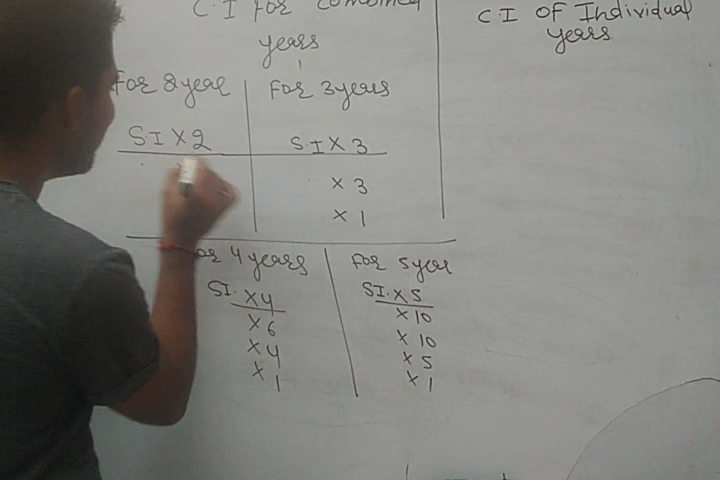 C.I for Combined
years
For 2 year
SI X 2
For 3 years
S.I X 3
X 3
X 1
For 4 years
SI. X 4
X 6
X 4
X 1
For 5 year
SI. X 5
X 10
X 10
X 5
X 1
C.I OF Individual
years